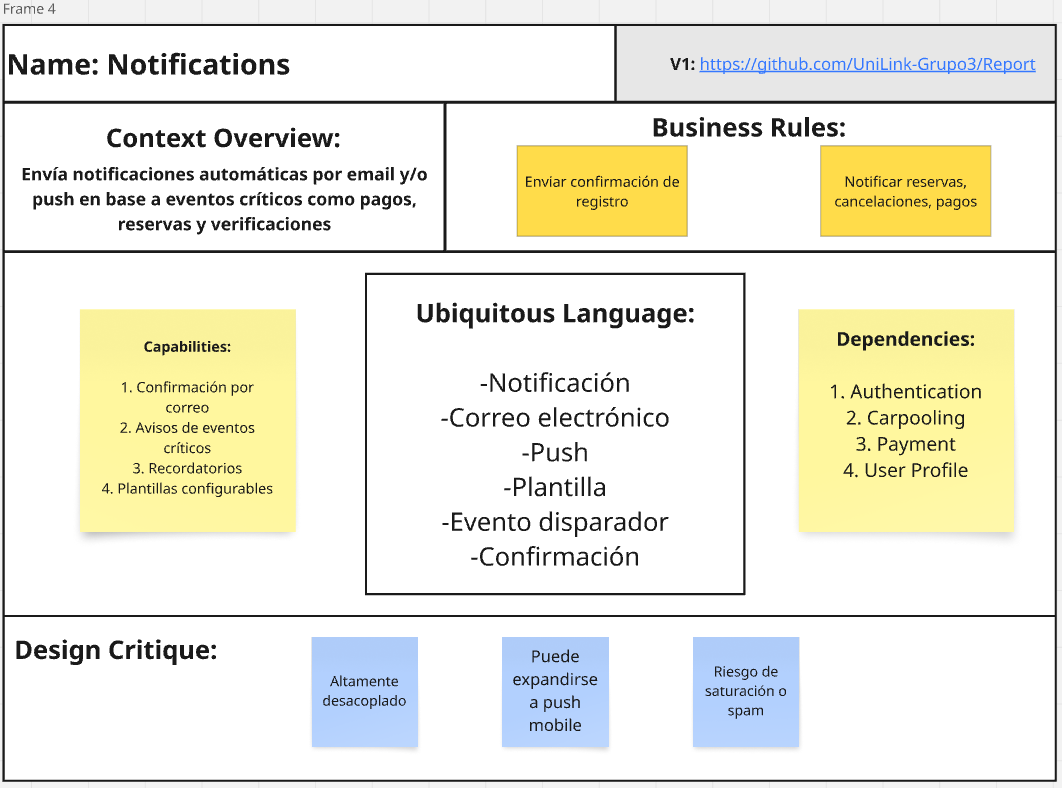 Frame 4
Name: Notifications
V1: https://github.com/UniLink-Grupo3/Report
Context Overview:
Envía notificaciones automáticas por email y/o
push en base a eventos críticos como pagos,
reservas y verificaciones
Business Rules:
Enviar confirmación de
registro
Notificar reservas,
cancelaciones, pagos
Capabilities:
1. Confirmación por
correo
2. Avisos de eventos
críticos
3. Recordatorios
4. Plantillas configurables
Ubiquitous Language:
-Notificación
-Correo electrónico
-Push
-Plantilla
-Evento disparador
-Confirmación
Dependencies:
1. Authentication
2. Carpooling
3. Payment
4. User Profile
Design Critique:
Altamente
desacoplado
Puede
expandirse
a push
mobile
Riesgo de
saturación o
spam